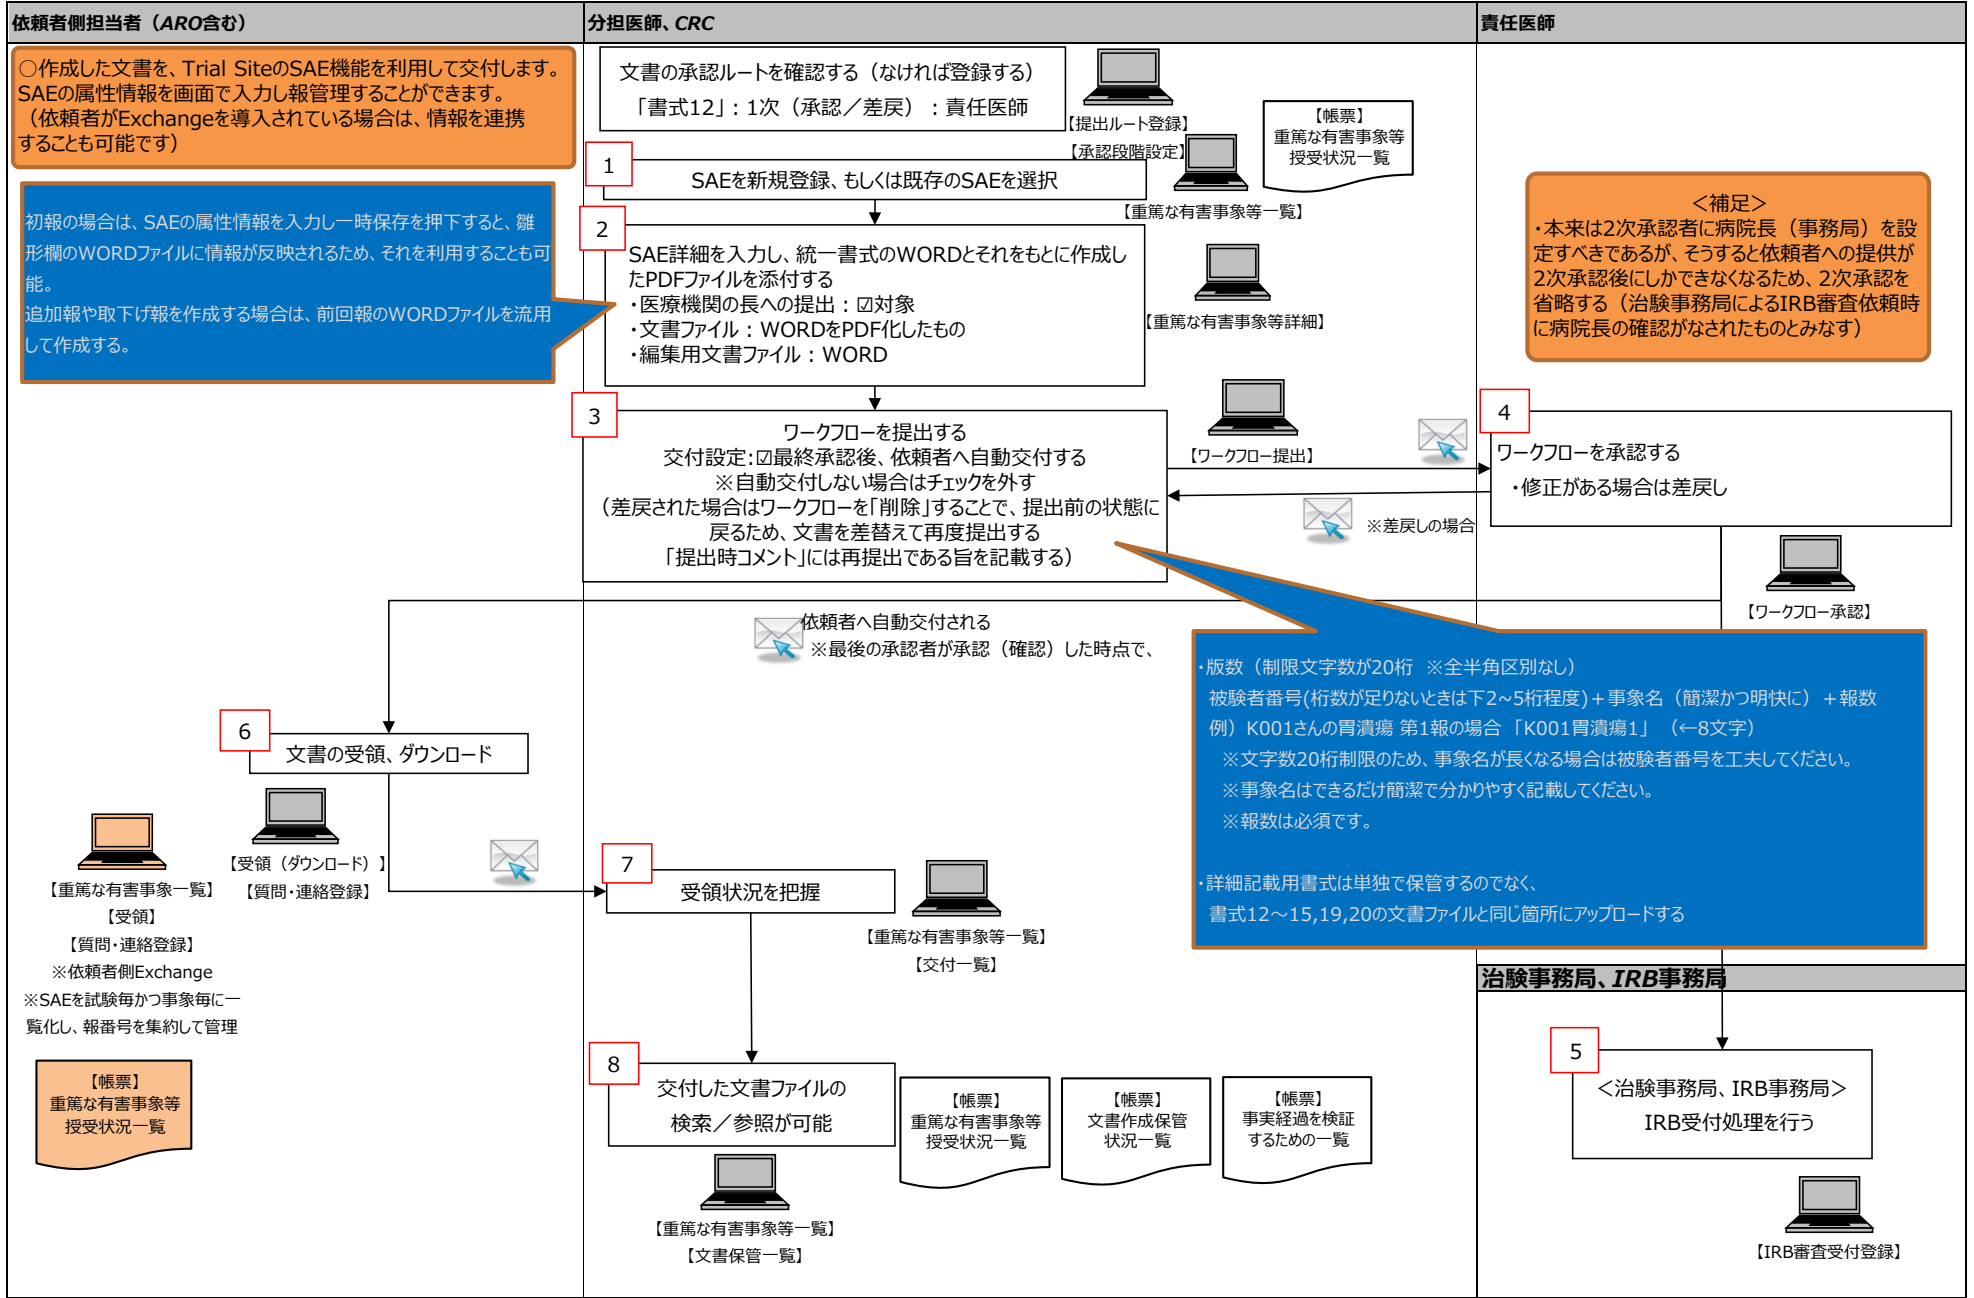 依頼者側担当者（ARO含む）
分担医師、CRC
責任医師
○作成した文書を、Trial SiteのSAE機能を利用して交付します。
SAEの属性情報を画面で入力し報管理することができます。
（依頼者がExchangeを導入されている場合は、情報を連携
することも可能です）
初報の場合は、SAEの属性情報を入力し一時保存を押下すると、雛
形欄のWORDファイルに情報が反映されるため、それを利用することも可
能。
追加報や取下げ報を作成する場合は、前回報のWORDファイルを流用
して作成する。
文書の承認ルートを確認する（なければ登録する）
「書式12」：1次（承認／差戻）：責任医師
【提出ルート登録】
【承認段階設定】
【帳票】
重篤な有害事象等
授受状況一覧
1
SAEを新規登録、もしくは既存のSAEを選択
【重篤な有害事象等一覧】
2
SAE詳細を入力し、統一書式のWORDとそれをもとに作成し
たPDFファイルを添付する
・医療機関の長への提出：☑対象
・文書ファイル：WORDをPDF化したもの
・編集用文書ファイル：WORD
【重篤な有害事象等詳細】
＜補足＞
・本来は2次承認者に病院長（事務局）を設
定すべきであるが、そうすると依頼者への提供が
2次承認後にしかできなくなるため、2次承認を
省略する（治験事務局によるIRB審査依頼時
に病院長の確認がなされたものとみなす）
3
ワークフローを提出する
交付設定:☑最終承認後、依頼者へ自動交付する
※自動交付しない場合はチェックを外す
（差戻された場合はワークフローを「削除」することで、提出前の状態に
戻るため、文書を差替えて再度提出する
「提出時コメント」には再提出である旨を記載する）
【ワークフロー提出】
4
ワークフローを承認する
・修正がある場合は差戻し
※差戻しの場合
【ワークフロー承認】
依頼者へ自動交付される
※最後の承認者が承認（確認）した時点で、
・版数（制限文字数が20桁　※全半角区別なし）
被験者番号(桁数が足りないときは下2~5桁程度)＋事象名（簡潔かつ明快に）＋報数
例）K001さんの胃潰瘍 第1報の場合 「K001胃潰瘍1」 （←8文字）
※文字数20桁制限のため、事象名が長くなる場合は被験者番号を工夫してください。
※事象名はできるだけ簡潔で分かりやすく記載してください。
※報数は必須です。
・詳細記載用書式は単独で保管するのでなく、
書式12～15,19,20の文書ファイルと同じ箇所にアップロードする
6
文書の受領、ダウンロード
【受領（ダウンロード）】
【質問・連絡登録】
【重篤な有害事象一覧】
【受領】
【質問・連絡登録】
※依頼者側Exchange
※SAEを試験毎かつ事象毎に一
覧化し、報番号を集約して管理
【帳票】
重篤な有害事象等
授受状況一覧
7
受領状況を把握
【重篤な有害事象等一覧】
【交付一覧】
8
交付した文書ファイルの
検索／参照が可能
【重篤な有害事象等一覧】
【文書保管一覧】
【帳票】
重篤な有害事象等
授受状況一覧
【帳票】
文書作成保管
状況一覧
【帳票】
事実経過を検証
するための一覧
治験事務局、IRB事務局
5
＜治験事務局、IRB事務局＞
IRB受付処理を行う
【IRB審査受付登録】